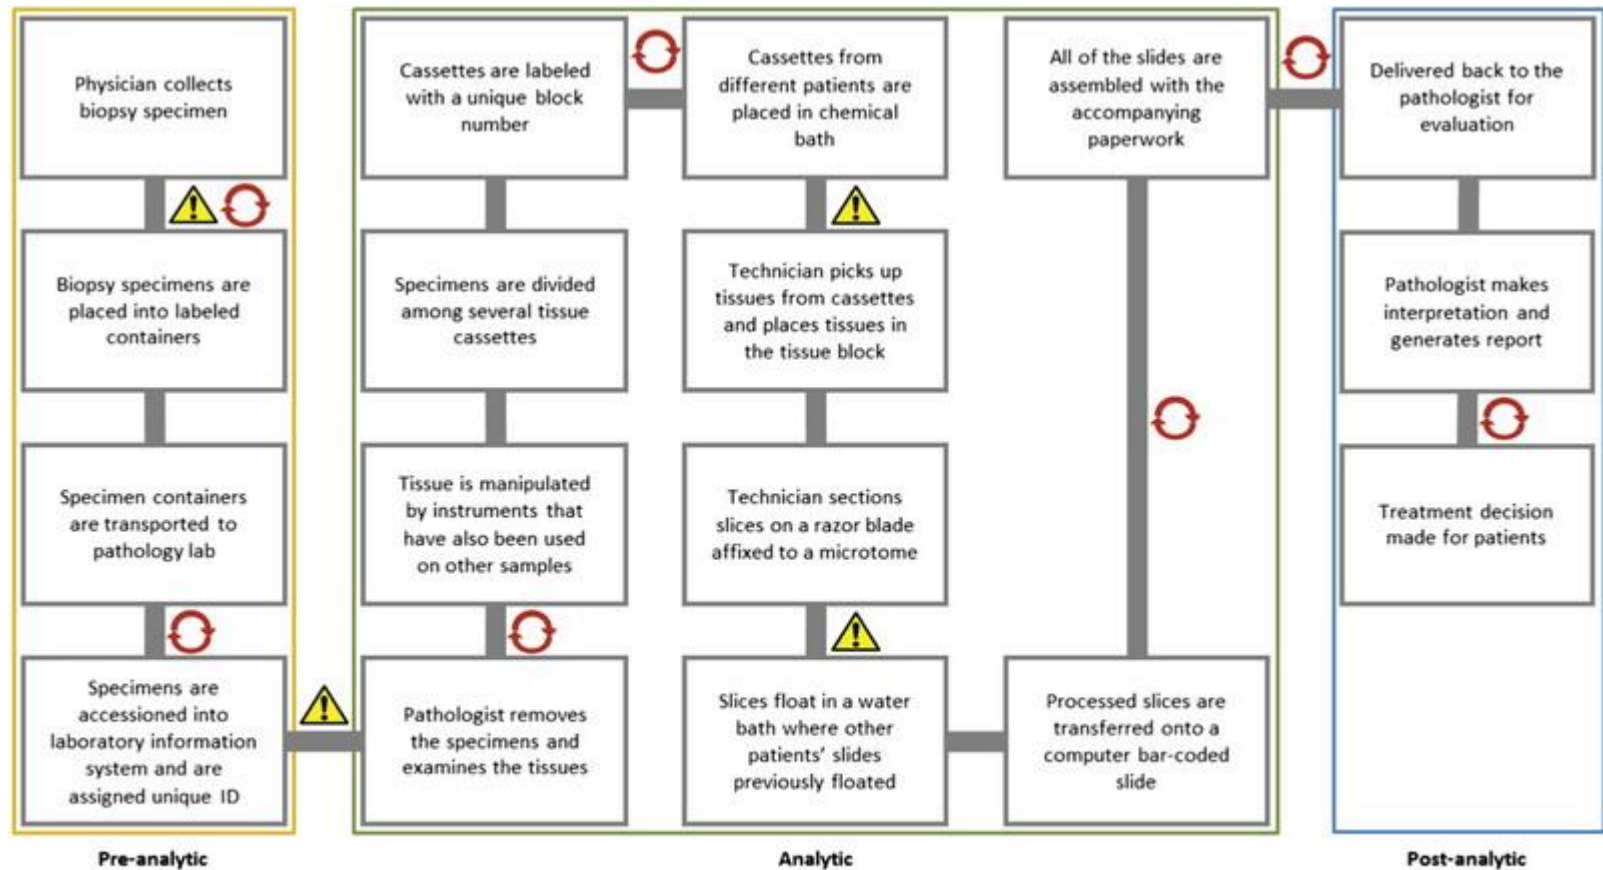 Physician collects
biopsy specimen
Biopsy specimens are
placed into labeled
containers
Specimen containers
are transported to
pathology lab
Specimens are
accessioned into
laboratory information
system and are
assigned unique ID
Pathologist removes
the specimens and
examines the tissues
Tissue is manipulated
by instruments that
have also been used
on other samples
Specimens are divided
among several tissue
cassettes
Cassettes are labeled
with a unique block
number
Cassettes from
different patients are
placed in chemical
bath
Technician picks up
tissues from cassettes
and places tissues in
the tissue block
Technician sections
slices on a razor blade
affixed to a microtome
Slices float in a water
bath where other
patients’ slides
previously floated
Processed slices are
transferred onto a
computer bar-coded
slide
All of the slides are
assembled with the
accompanying
paperwork
Delivered back to the
pathologist for
evaluation
Pathologist makes
interpretation and
generates report
Treatment decision
made for patients
Pre-analytic
Analytic
Post-analytic